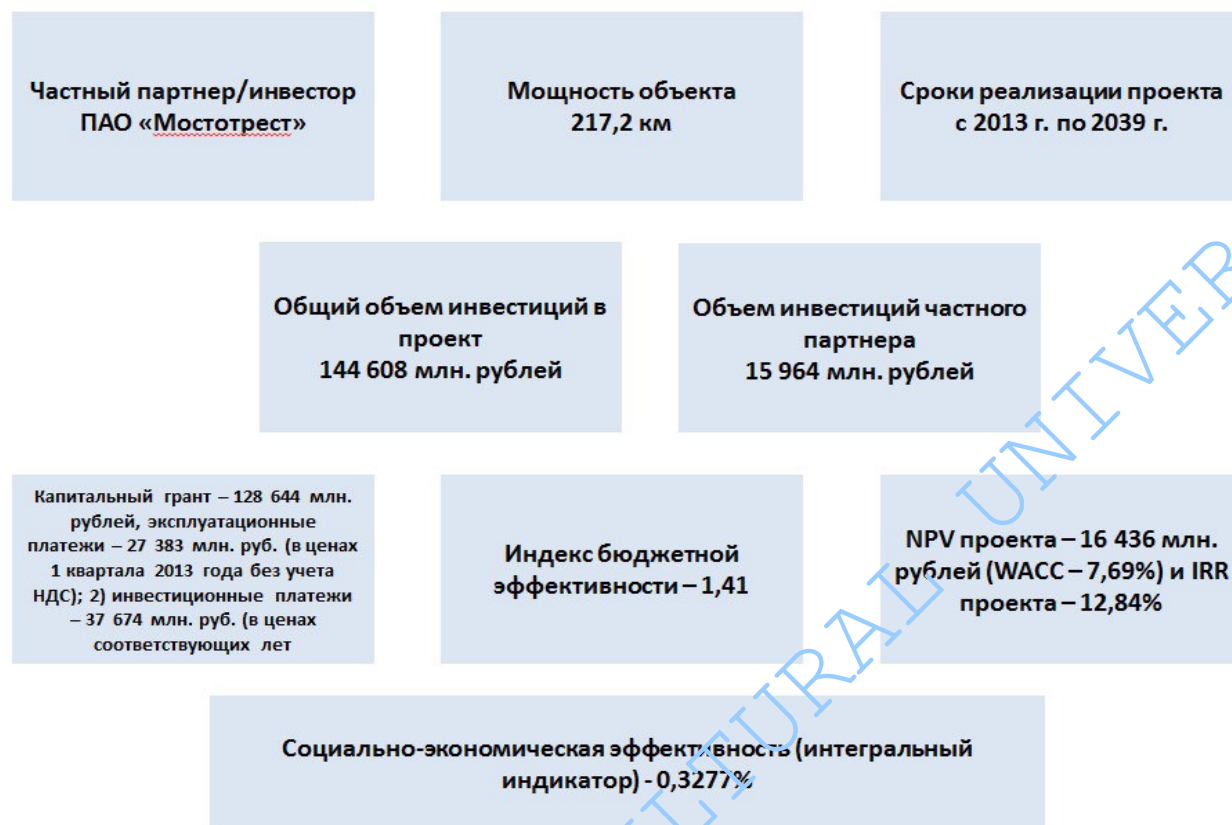 Частный партнер/инвестор
ПАО «Мостотрест»
Мощность объекта
217,2 км
Сроки реализации проекта
с 2013 г. по 2039 г.
Общий объем инвестиций в
проект
144 608 млн. рублей
Объем инвестиций частного
партнера
15 964 млн. рублей
Капитальный грант – 128 644 млн.
рублей, эксплуатационные
платежи – 27 383 млн. руб. (в ценах
1 квартала 2013 года без учета
НДС); 2) инвестиционные платежи
– 37 674 млн. руб. (в ценах
соответствующих лет
Индекс бюджетной
эффективности – 1,41
NPV проекта – 16 436 млн.
рублей (WACC – 7,69%) и IRR
проекта – 12,84%
Социально-экономическая эффективность (интегральный
индикатор) - 0,3277%